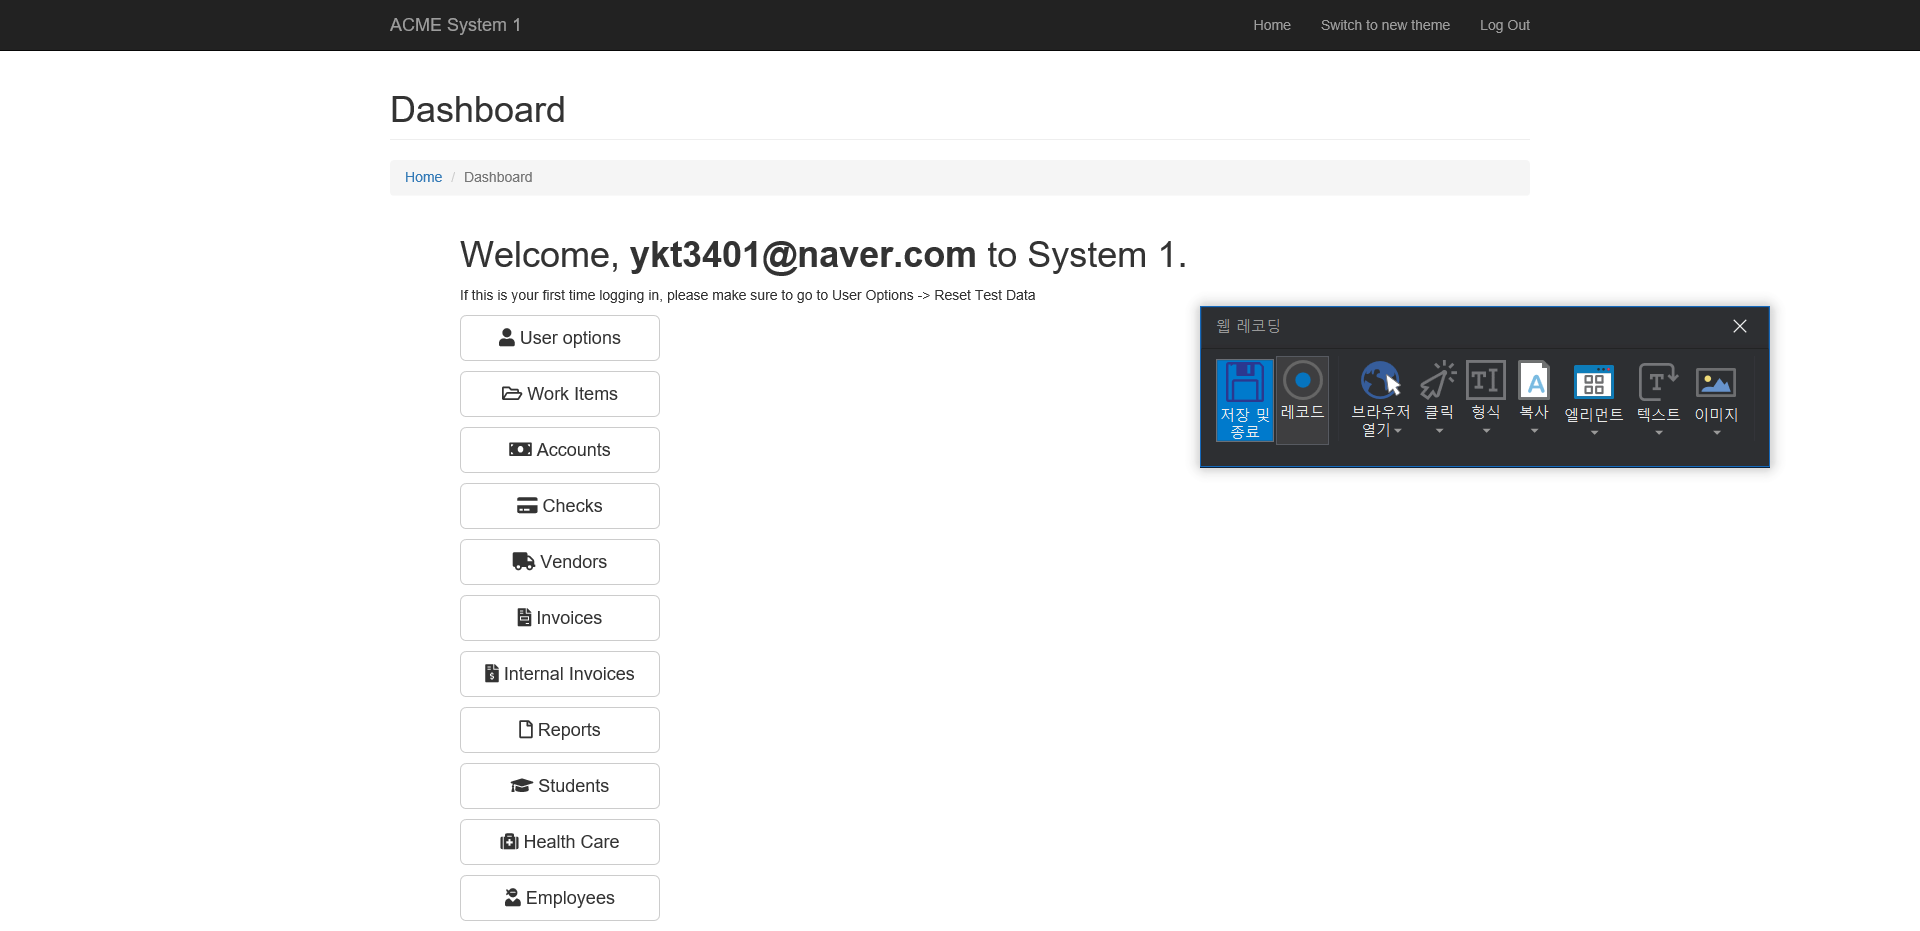 ACME System 1
Home
Switch to new theme
Log Out
Dashboard
Home / Dashboard
Welcome, ykt3401@naver.com to System 1.
If this is your first time logging in, please make sure to go to User Options -> Reset Test Data
User options
Work Items
Accounts
Checks
Vendors
Invoices
Internal Invoices
Reports
Students
Health Care
Employees
웹 레코딩
저장 및
종료
레코드
브라우저
열기
클릭
형식
복사
엘리먼트
텍스트
이미지